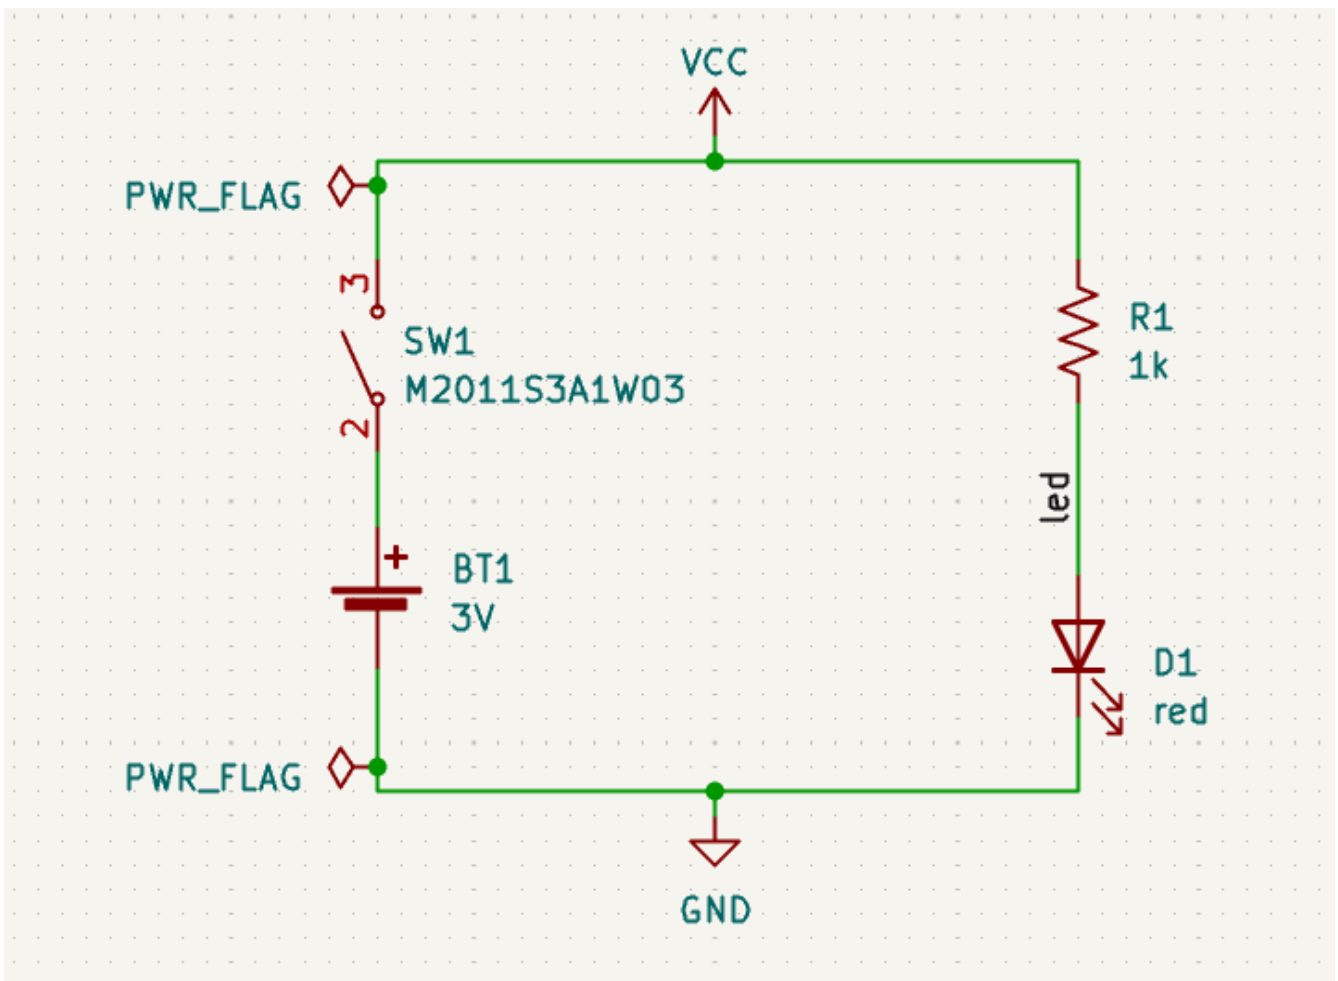 VCC
PWR_FLAG
3
SW1
M2011S3A1W03
2
R1
1k
led
+
BT1
3V
D1
red
PWR_FLAG
GND